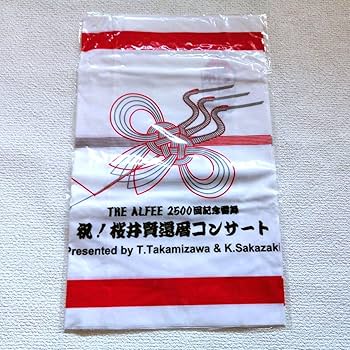 THE ALFEE 2500回記念番外
祝！桜井賢還暦コンサート
Presented by T.Takamizawa & K.Sakazaki